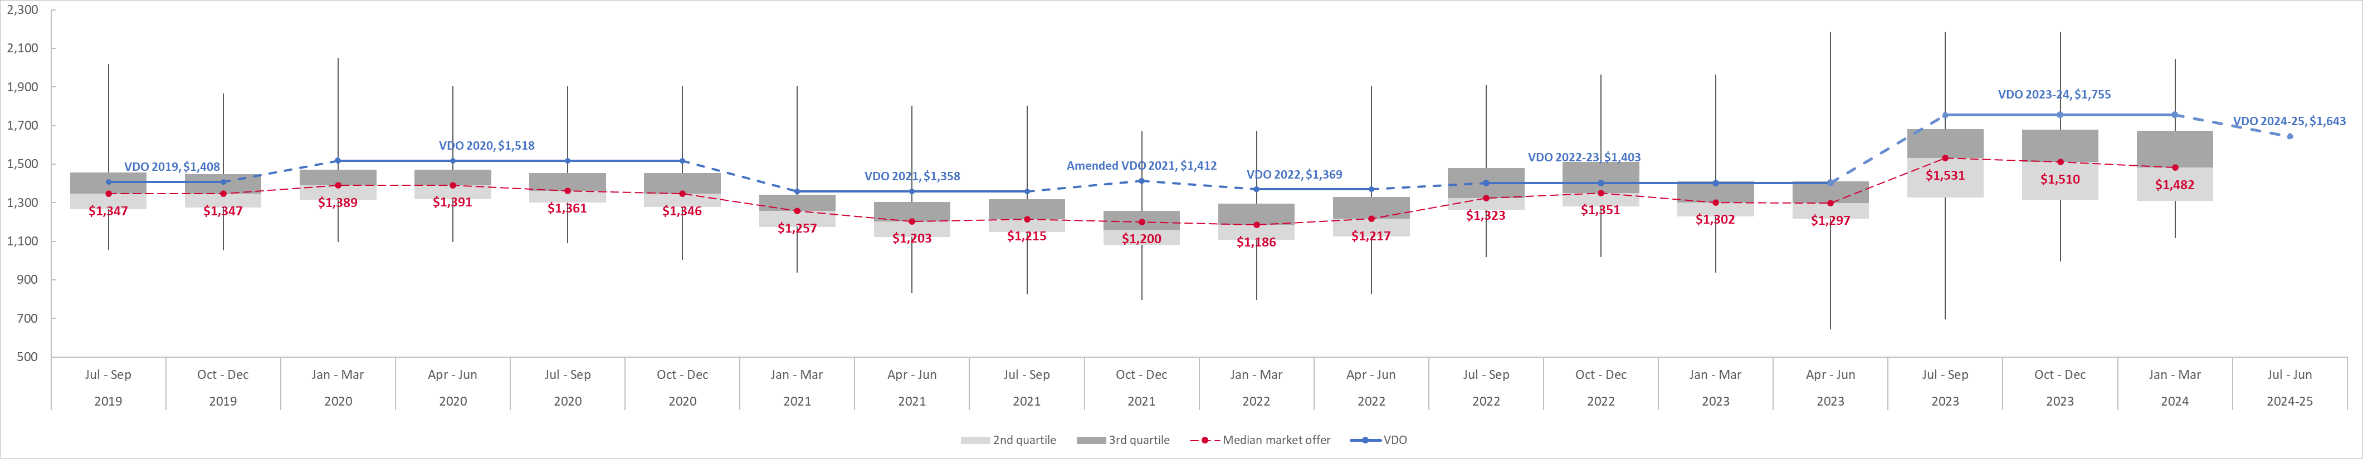 2,300
2,100
1,900
1,700
1,500
1,300
1,100
900
700
500
VDO 2019, $1,408
VDO 2020, $1,518
VDO 2021, $1,358
Amended VDO 2021, $1,412
VDO 2022, $1,369
VDO 2022-23, $1,403
VDO 2023-24, $1,755
VDO 2024-25, $1,643
$1,347
$1,347
$1,389
$1,391
$1,361
$1,346
$1,257
$1,203
$1,215
$1,200
$1,186
$1,217
$1,323
$1,351
$1,302
$1,297
$1,531
$1,510
$1,482
Jul - Sep Oct - Dec Jan - Mar Apr - Jun Jul - Sep Oct - Dec Jan - Mar Apr - Jun Jul - Sep Oct - Dec Jan - Mar Apr - Jun Jul - Sep Oct - Dec Jan - Mar Apr - Jun Jul - Sep Oct - Dec Jan - Mar Jul - Jun
2019 2019 2020 2020 2020 2020 2021 2021 2021 2021 2022 2022 2022 2022 2023 2023 2023 2023 2024 2024-25
2nd quartile 3rd quartile Median market offer VDO